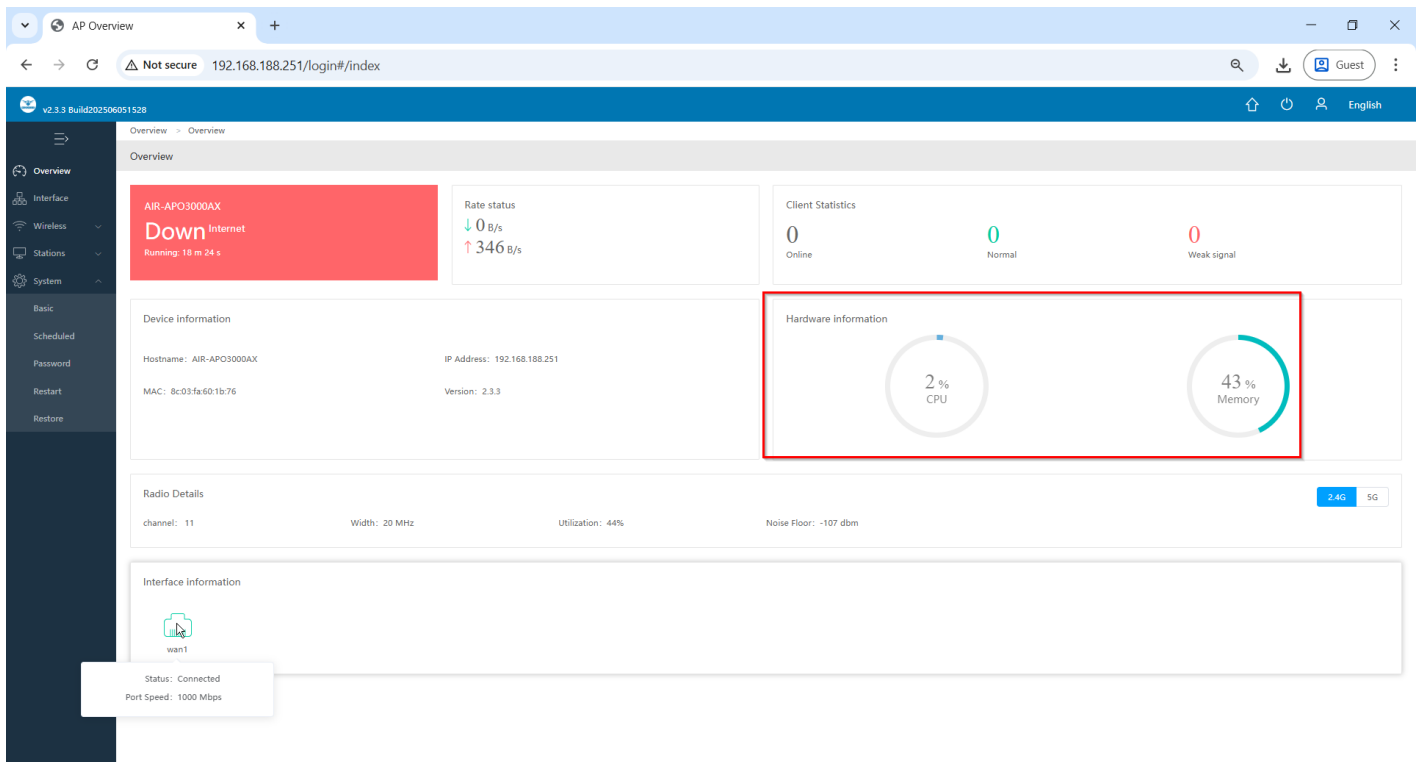 AP Overview
Not secure 192.168.188.251/login#/index
Guest
v2.3.3 Build202506051528
English
Overview > Overview
Overview
Overview
Interface
Wireless
Stations
System
Basic
Scheduled
Password
Restart
Restore
AIR-APO3000AX
Down Internet
Running: 18 m 24 s
Rate status
↓ 0 B/s
↑ 346 B/s
Client Statistics
0 0 0
Online Normal Weak signal
Device information
Hostname: AIR-APO3000AX IP Address: 192.168.188.251
MAC: 8c:03:fa:60:1b:76 Version: 2.3.3
Hardware information
2 %
CPU
43 %
Memory
Radio Details
2.4G 5G
channel: 11 Width: 20 MHz Utilization: 44% Noise Floor: -107 dbm
Interface information
wan1
Status: Connected
Port Speed: 1000 Mbps